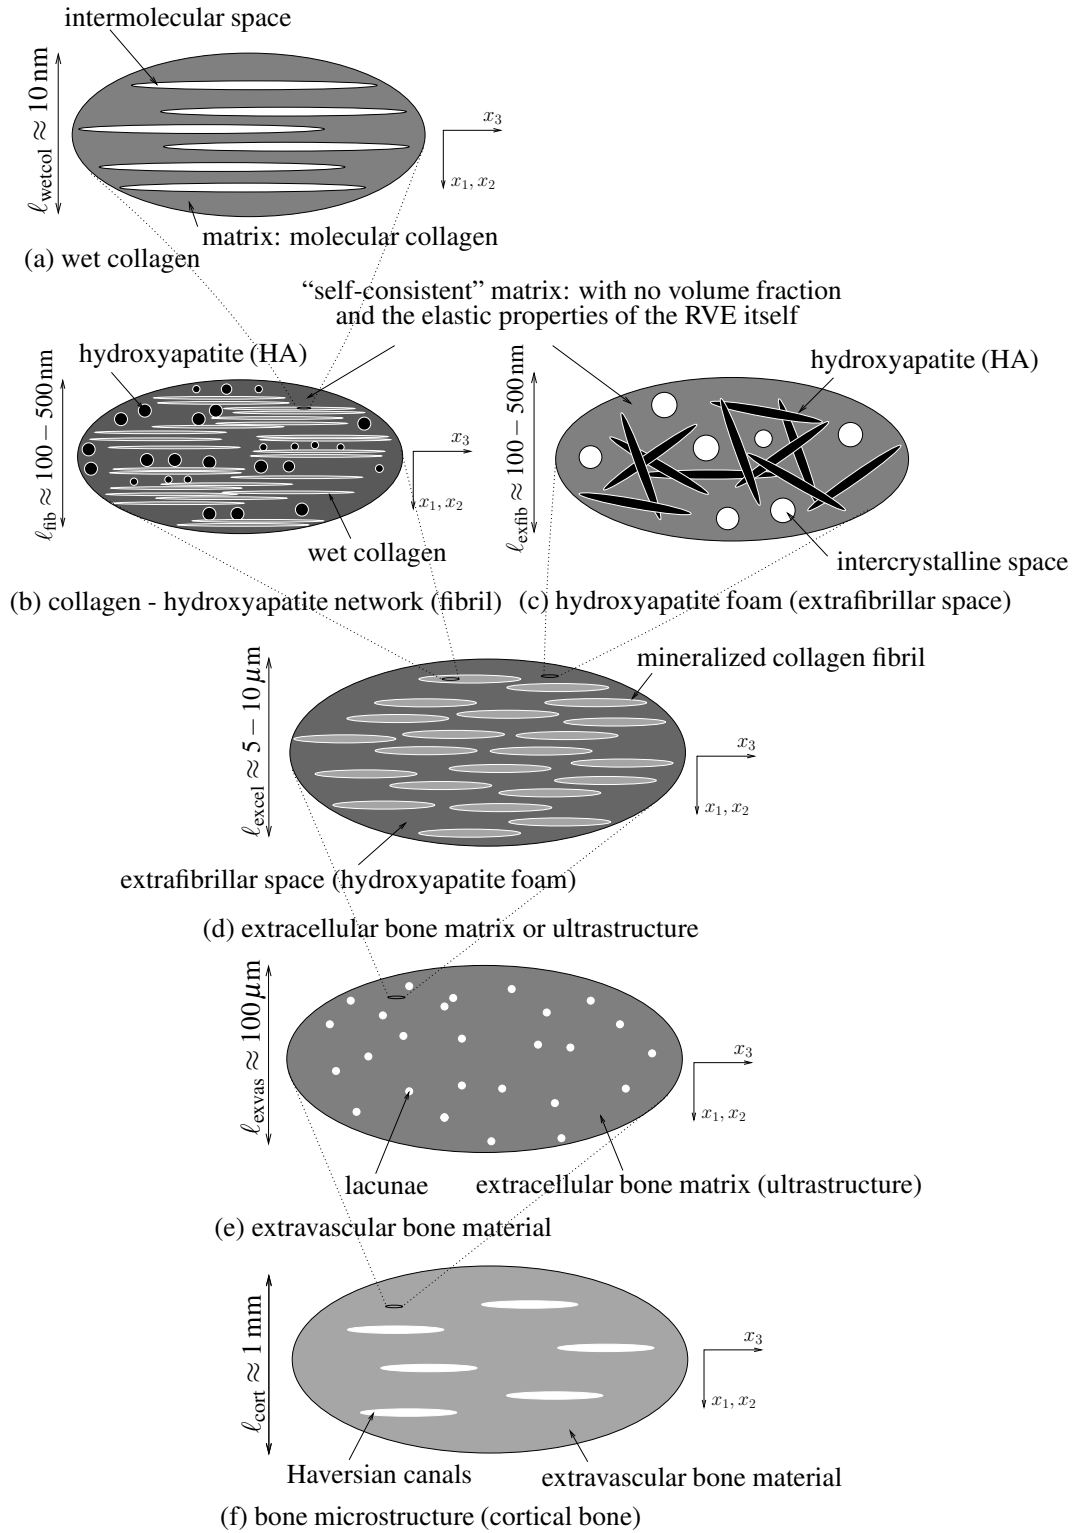 intermolecular space
ℓwetcol ≈ 10 nm
x3
x1, x2
matrix: molecular collagen
(a) wet collagen
“self-consistent” matrix: with no volume fraction
and the elastic properties of the RVE itself
hydroxyapatite (HA)
ℓfib ≈ 100 − 500 nm
x3
x1, x2
wet collagen
(b) collagen - hydroxyapatite network (fibril)
hydroxyapatite (HA)
ℓexfib ≈ 100 − 500 nm
intercrystalline space
(c) hydroxyapatite foam (extrafibrillar space)
mineralized collagen fibril
ℓexcel ≈ 5 − 10 μm
x3
x1, x2
extrafibrillar space (hydroxyapatite foam)
(d) extracellular bone matrix or ultrastructure
ℓexvas ≈ 100 μm
x3
x1, x2
lacunae
extracellular bone matrix (ultrastructure)
(e) extravascular bone material
ℓcort ≈ 1 mm
x3
x1, x2
Haversian canals
extravascular bone material
(f) bone microstructure (cortical bone)